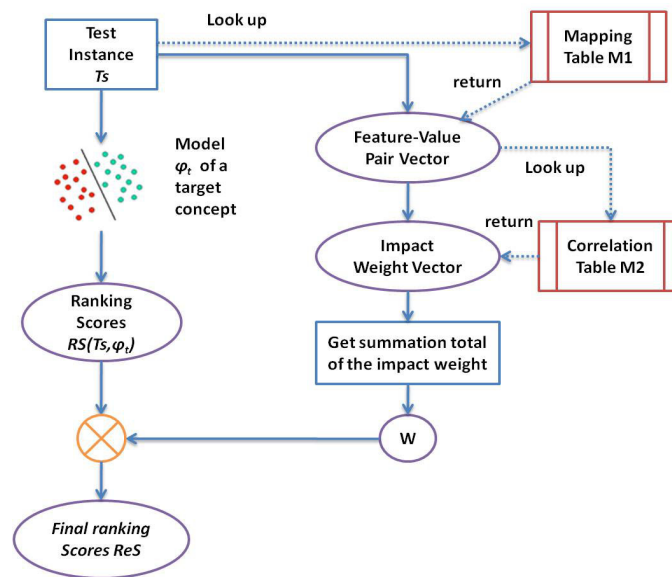 Test
Instance
Ts
Look up
Mapping
Table M1
return
Model
φt of a
target
concept
Feature-Value
Pair Vector
Look up
return
Impact
Weight Vector
Correlation
Table M2
Ranking
Scores
RS(Ts,φt)
Get summation total
of the impact weight
W
Final ranking
Scores ReS